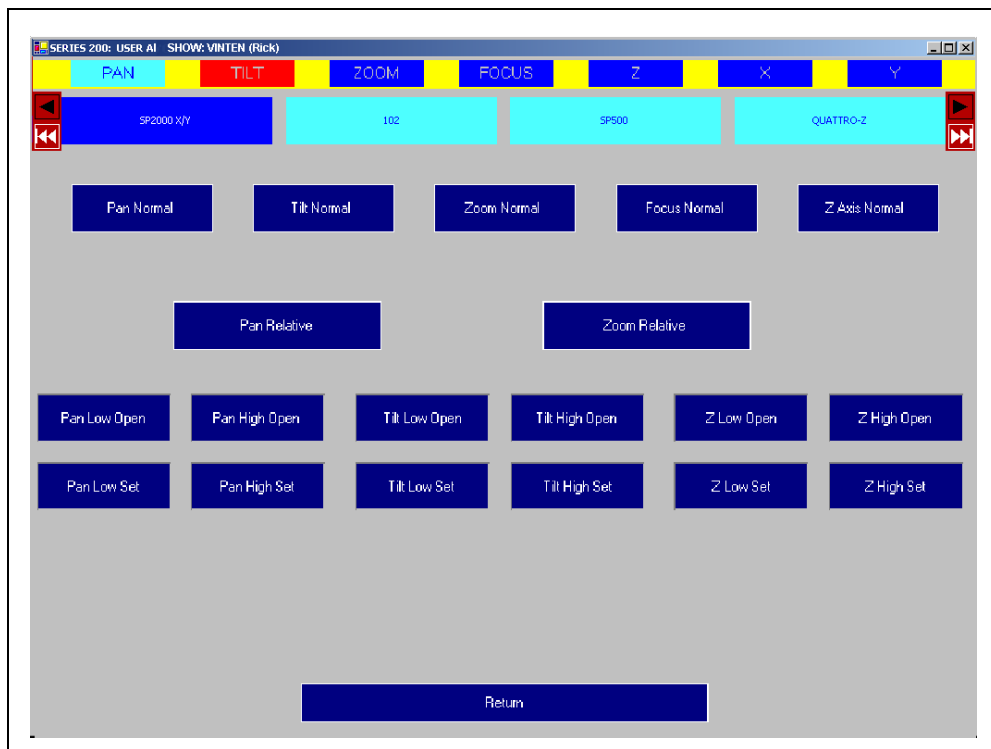 SERIES 200: USER AI SHOW: VINTEN (Rick)
PAN TILT ZOOM FOCUS Z X Y
SP2000 X/Y 102 SP500 QUATTRO-Z
Pan Normal Tilt Normal Zoom Normal Focus Normal Z Axis Normal
Pan Relative Zoom Relative
Pan Low Open Pan High Open Tilt Low Open Tilt High Open Z Low Open Z High Open
Pan Low Set Pan High Set Tilt Low Set Tilt High Set Z Low Set Z High Set
Return